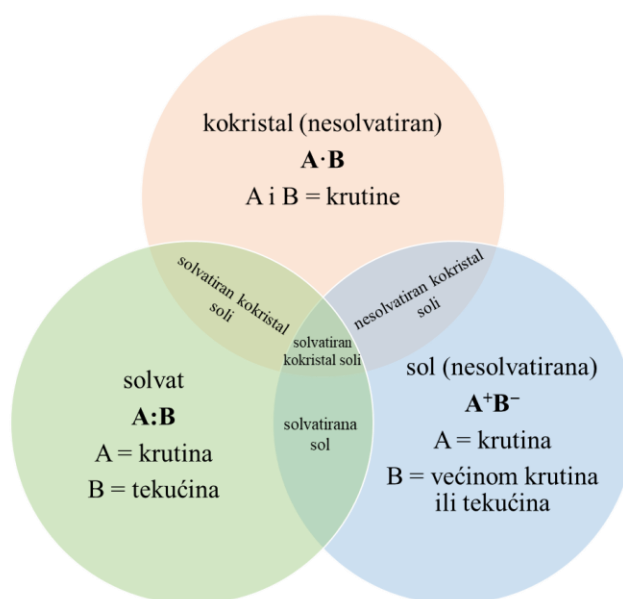 kokristal (nesolvatiran)
A·B
A i B = krutine
solvatiran kokristal
soli
nesolvatiran kokristal
soli
solvatiran
kokristal soli
solvat
A:B
A = krutina
B = tekućina
solvatirana
sol
sol (nesolvatirana)
A⁺B⁻
A = krutina
B = većinom krutina
ili tekućina